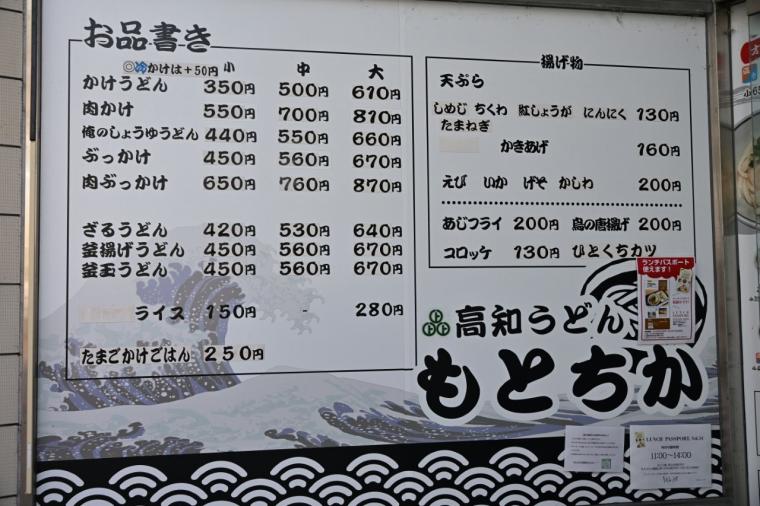 お品書き
◎冷かけは+50円 小 中 大
かけうどん 350円 500円 610円
肉かけ 550円 700円 810円
俺のしょうゆうどん 440円 550円 660円
ぶっかけ 450円 560円 670円
肉ぶっかけ 650円 760円 870円
ざるうどん 420円 530円 640円
釜揚げうどん 450円 560円 670円
釜玉うどん 450円 560円 670円
ライス 150円 - 280円
たまごかけごはん 250円
揚げ物
天ぷら
しめじ ちくわ 紅しょうが にんにく 130円
たまねぎ
かきあげ 160円
えび いか げそ かしわ 200円
あじフライ 200円 鳥の唐揚げ 200円
コロッケ 130円 ひとくちカツ
ランチパスポート
使えます!
高知うどん
もとちか
LUNCH PASSPORT
11:00~14:00